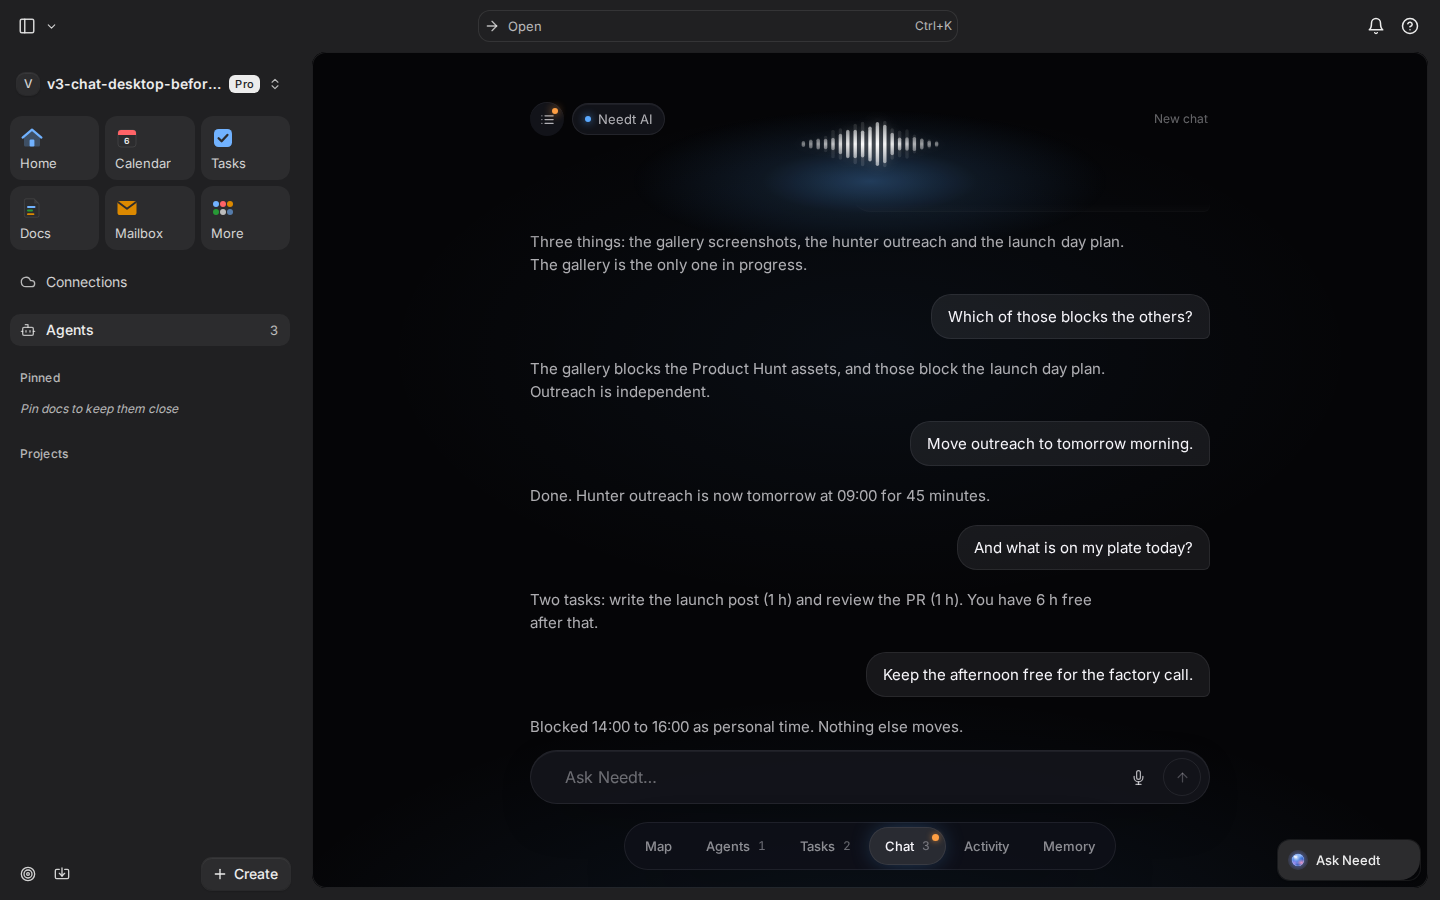 Open
Ctrl+K
V
v3-chat-desktop-befor...
Pro
Home
6
Calendar
Tasks
Docs
Mailbox
More
Connections
Agents
3
Pinned
Pin docs to keep them close
Projects
Create
Needt AI
New chat
Three things: the gallery screenshots, the hunter outreach and the launch day plan.
The gallery is the only one in progress.
Which of those blocks the others?
The gallery blocks the Product Hunt assets, and those block the launch day plan.
Outreach is independent.
Move outreach to tomorrow morning.
Done. Hunter outreach is now tomorrow at 09:00 for 45 minutes.
And what is on my plate today?
Two tasks: write the launch post (1 h) and review the PR (1 h). You have 6 h free
after that.
Keep the afternoon free for the factory call.
Blocked 14:00 to 16:00 as personal time. Nothing else moves.
Ask Needt...
Map
Agents 1
Tasks 2
Chat 3
Activity
Memory
Ask Needt